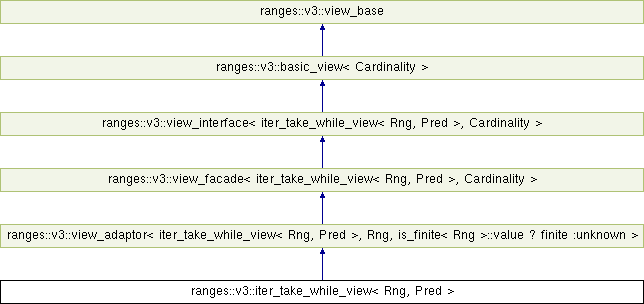 ranges::v3::view_base
ranges::v3::basic_view< Cardinality >
ranges::v3::view_interface< iter_take_while_view< Rng, Pred >, Cardinality >
ranges::v3::view_facade< iter_take_while_view< Rng, Pred >, Cardinality >
ranges::v3::view_adaptor< iter_take_while_view< Rng, Pred >, Rng, is_finite< Rng >::value ? finite :unknown >
ranges::v3::iter_take_while_view< Rng, Pred >